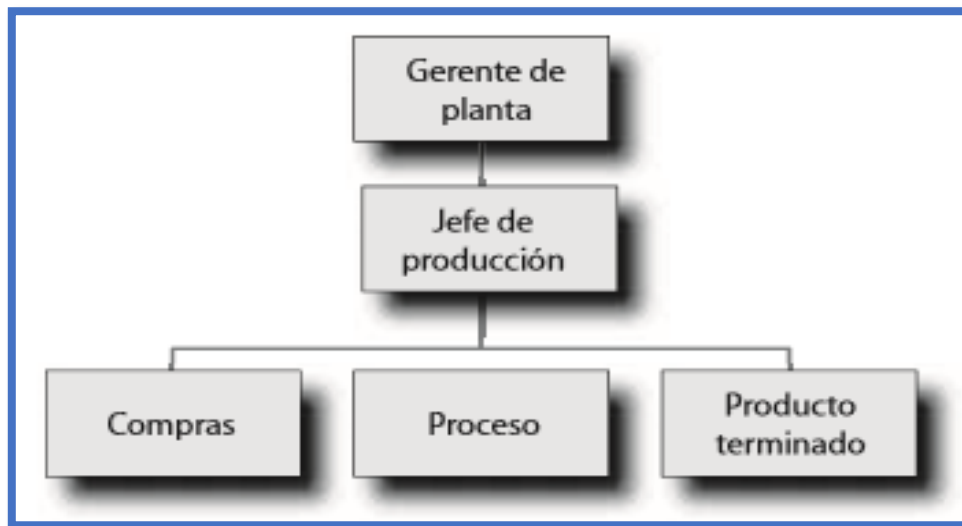 Gerente de
planta
Jefe de
producción
Compras
Proceso
Producto
terminado